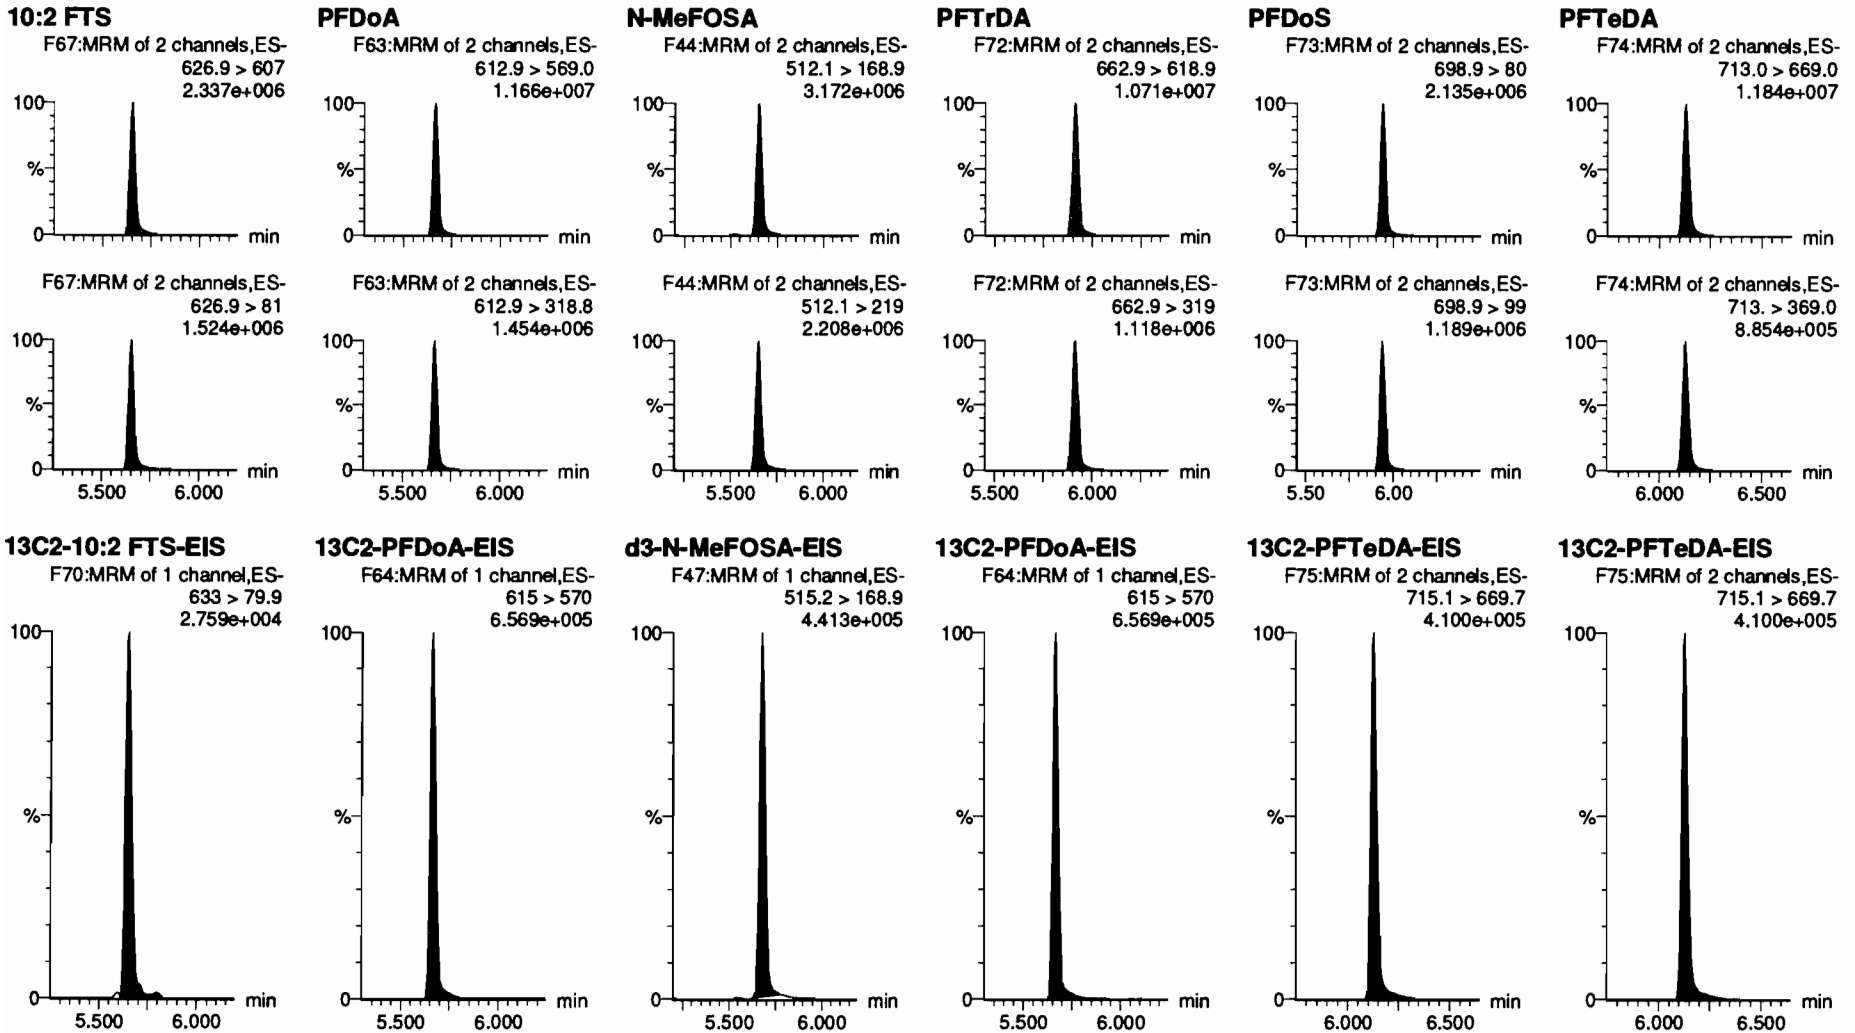 10:2 FTS
F67:MRM of 2 channels,ES-
626.9 > 607
2.337e+006
100
%
0
min
PFDoA
F63:MRM of 2 channels,ES-
612.9 > 569.0
1.166e+007
100
%
0
min
N-MeFOSA
F44:MRM of 2 channels,ES-
512.1 > 168.9
3.172e+006
100
%
0
min
PFTrDA
F72:MRM of 2 channels,ES-
662.9 > 618.9
1.071e+007
100
%
0
min
PFDoS
F73:MRM of 2 channels,ES-
698.9 > 80
2.135e+006
100
%
0
min
PFTeDA
F74:MRM of 2 channels,ES-
713.0 > 669.0
1.184e+007
100
%
0
min
F67:MRM of 2 channels,ES-
626.9 > 81
1.524e+006
100
%
0
min
5.500 6.000
F63:MRM of 2 channels,ES-
612.9 > 318.8
1.454e+006
100
%
0
min
5.500 6.000
F44:MRM of 2 channels,ES-
512.1 > 219
2.208e+006
100
%
0
min
5.500 6.000
F72:MRM of 2 channels,ES-
662.9 > 319
1.118e+006
100
%
0
min
5.500 6.000
F73:MRM of 2 channels,ES-
698.9 > 99
1.189e+006
100
%
0
min
5.50 6.00
F74:MRM of 2 channels,ES-
713. > 369.0
8.854e+005
100
%
0
min
6.000 6.500
13C2-10:2 FTS-EIS
F70:MRM of 1 channel,ES-
633 > 79.9
2.759e+004
100
%
0
min
5.500 6.000
13C2-PFDoA-EIS
F64:MRM of 1 channel,ES-
615 > 570
6.569e+005
100
%
0
min
5.500 6.000
d3-N-MeFOSA-EIS
F47:MRM of 1 channel,ES-
515.2 > 168.9
4.413e+005
100
%
0
min
5.500 6.000
13C2-PFDoA-EIS
F64:MRM of 1 channel,ES-
615 > 570
6.569e+005
100
%
0
min
5.500 6.000
13C2-PFTeDA-EIS
F75:MRM of 2 channels,ES-
715.1 > 669.7
4.100e+005
100
%
0
min
6.000 6.500
13C2-PFTeDA-EIS
F75:MRM of 2 channels,ES-
715.1 > 669.7
4.100e+005
100
%
0
min
6.000 6.500